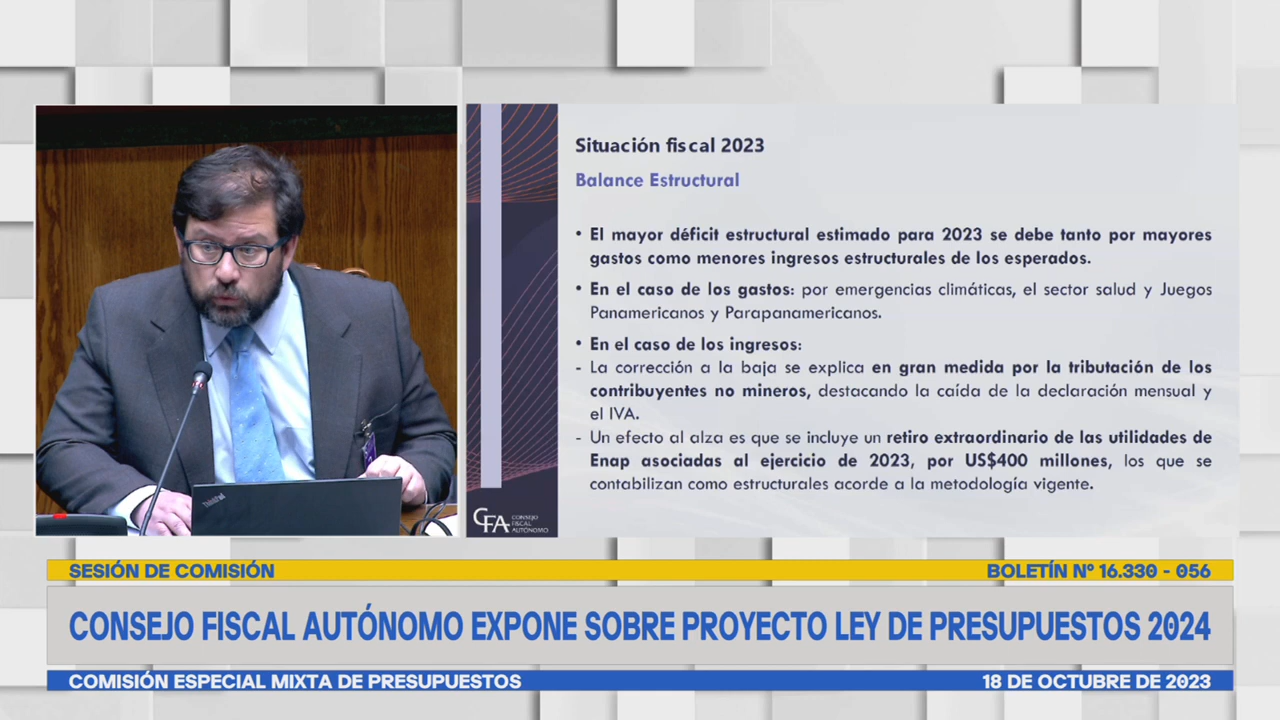 Situación fiscal 2023
Balance Estructural
• El mayor déficit estructural estimado para 2023 se debe tanto por mayores
gastos como menores ingresos estructurales de los esperados.
• En el caso de los gastos: por emergencias climáticas, el sector salud y Juegos
Panamericanos y Parapanamericanos.
• En el caso de los ingresos:
- La corrección a la baja se explica en gran medida por la tributación de los
contribuyentes no mineros, destacando la caída de la declaración mensual y
el IVA.
- Un efecto al alza es que se incluye un retiro extraordinario de las utilidades de
Enap asociadas al ejercicio de 2023, por US$400 millones, los que se
contabilizan como estructurales acorde a la metodología vigente.
ThinkPad
CFA
CONSEJO
FISCAL
AUTÓNOMO
SESIÓN DE COMISIÓN
BOLETÍN N° 16.330 - 056
CONSEJO FISCAL AUTÓNOMO EXPONE SOBRE PROYECTO LEY DE PRESUPUESTOS 2024
COMISIÓN ESPECIAL MIXTA DE PRESUPUESTOS
18 DE OCTUBRE DE 2023